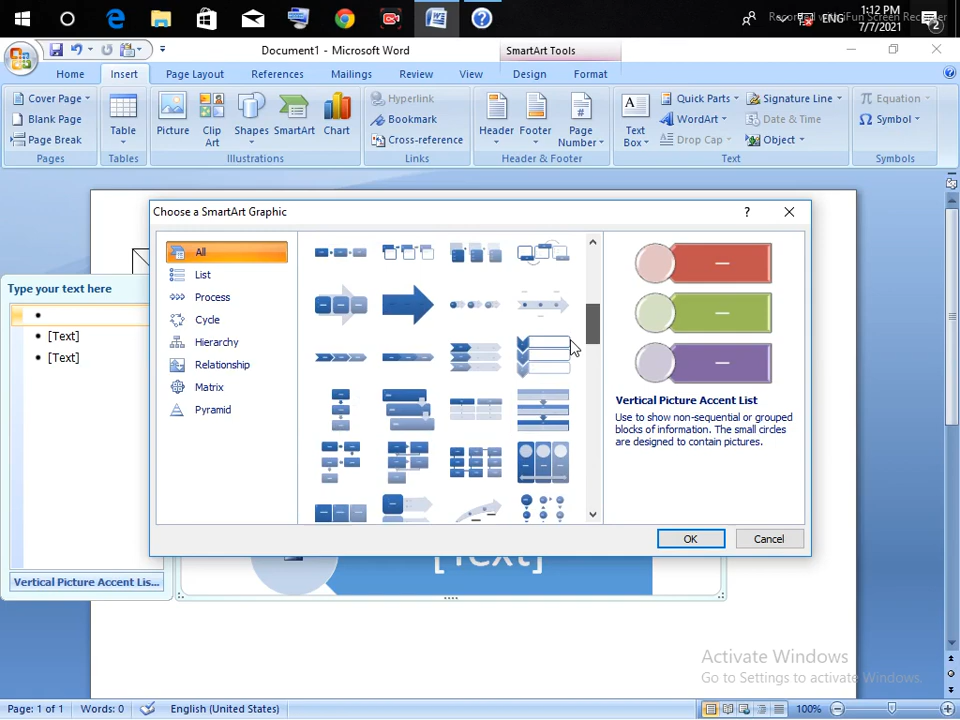 1:12 PM
Recorded with iFun Screen Recorder
ENG
7/7/2021
2
Document1 - Microsoft Word
SmartArt Tools
Home
Insert
Page Layout
References
Mailings
Review
View
Design
Format
Cover Page
Blank Page
Page Break
Pages
Table
Tables
Picture
Clip
Art
Shapes
SmartArt
Chart
Illustrations
Hyperlink
Bookmark
Cross-reference
Links
Header
Footer
Page
Number
Header & Footer
Text
Box
Quick Parts
WordArt
Drop Cap
Signature Line
Date & Time
Object
Text
Equation
Symbol
Symbols
Choose a SmartArt Graphic
All
List
Process
Cycle
Hierarchy
Relationship
Matrix
Pyramid
Vertical Picture Accent List
Use to show non-sequential or grouped
blocks of information. The small circles
are designed to contain pictures.
OK
Cancel
Type your text here
[Text]
[Text]
Vertical Picture Accent Lis...
[Text]
Activate Windows
Go to Settings to activate Windows.
Page: 1 of 1
Words: 0
English (United States)
100%